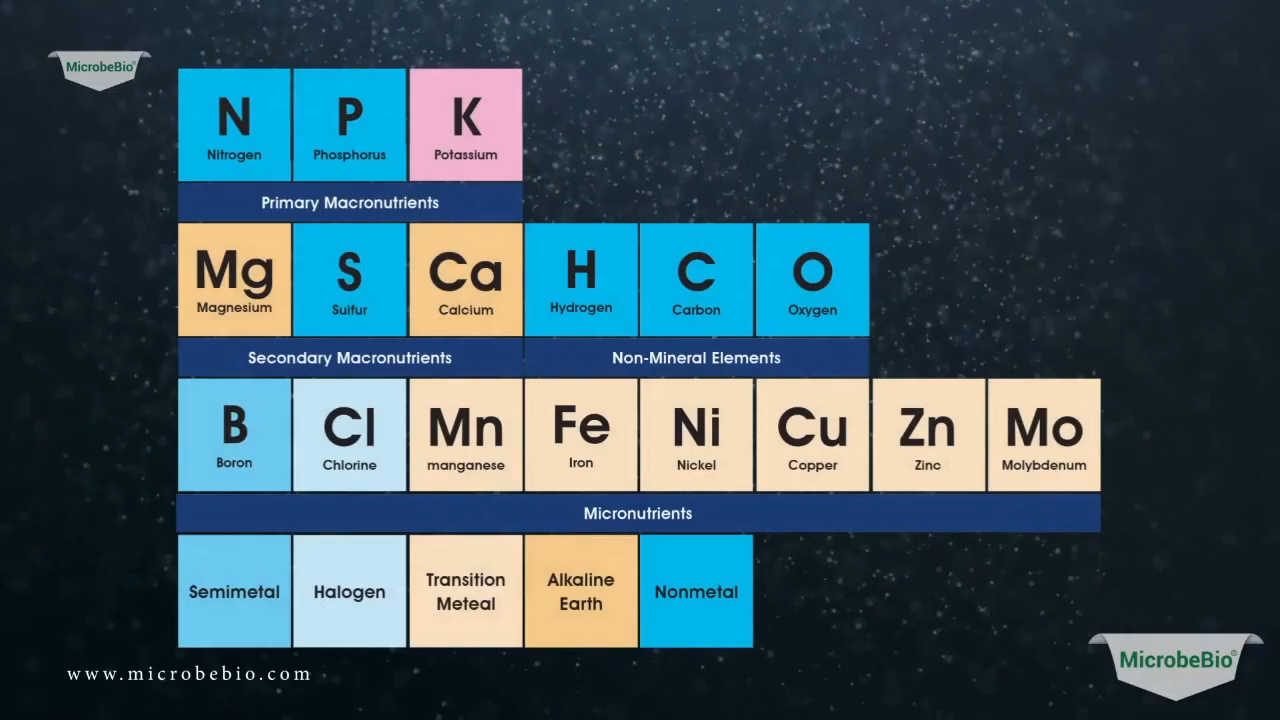 MicrobeBio®
N P K
Nitrogen Phosphorus Potassium
Primary Macronutrients
Mg S Ca H C O
Magnesium Sulfur Calcium Hydrogen Carbon Oxygen
Secondary Macronutrients Non-Mineral Elements
B Cl Mn Fe Ni Cu Zn Mo
Boron Chlorine manganese Iron Nickel Copper Zinc Molybdenum
Micronutrients
Semimetal Halogen Transition Alkaline Nonmetal
Meteal Earth
www.microbebio.com
MicrobeBio®